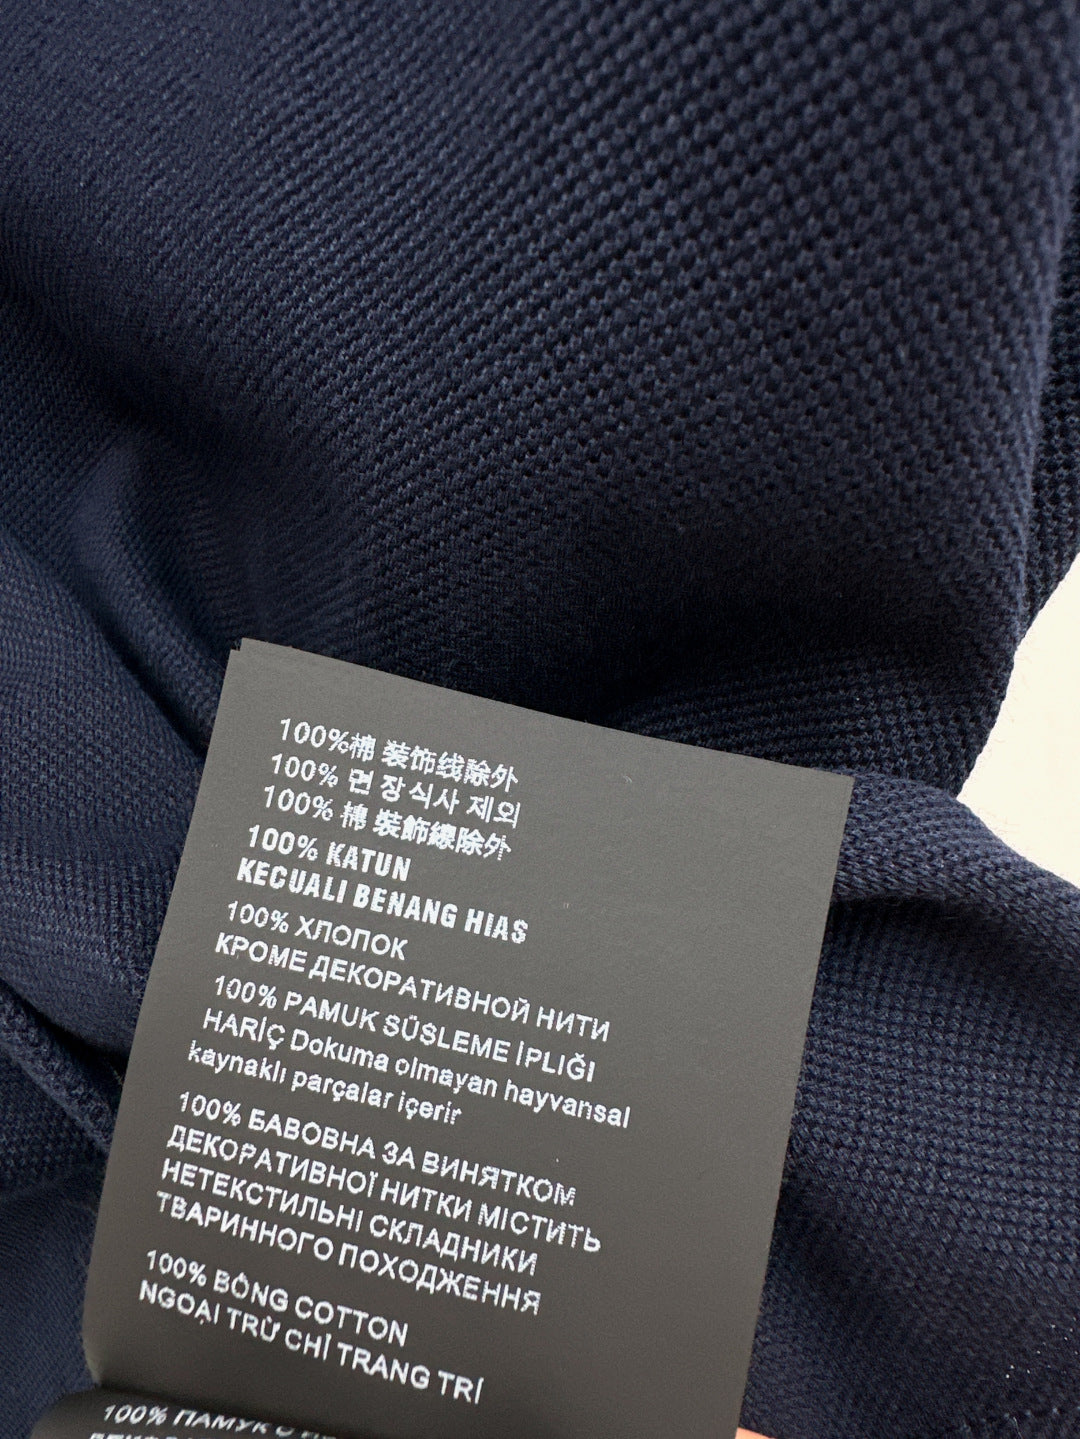 100%棉 装饰线除外
100% 면 장식사 제외
100% 棉 裝飾線除外
100% KATUN
KECUALI BENANG HIAS
100% ХЛОПОК
КРОМЕ ДЕКОРАТИВНОЙ НИТИ
100% PAMUK SÜSLEME İPLIĞI
HARİÇ Dokuma olmayan hayvansal
kaynaklı parçalar içerir
100% БАВОВНА ЗА ВИНЯТКОМ
ДЕКОРАТИВНОЇ НИТКИ МІСТИТЬ
НЕТЕКСТИЛЬНІ СКЛАДНИКИ
ТВАРИННОГО ПОХОДЖЕННЯ
100% BÔNG COTTON
NGOẠI TRỪ CHỈ TRANG TRÍ
100% ПАМУК С